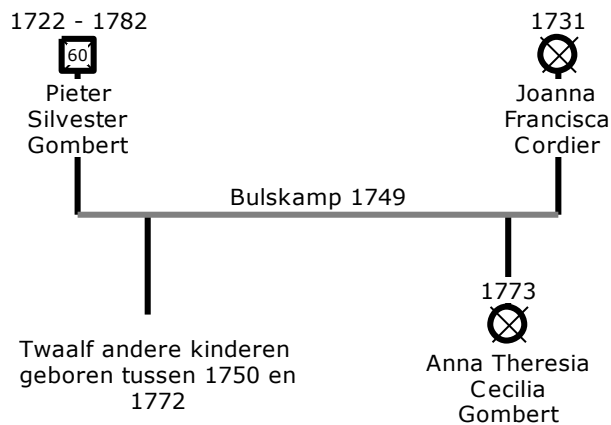 1722 - 1782
60
Pieter
Silvester
Gombert
1731
Joanna
Francisca
Cordier
Bulskamp 1749
Twaalf andere kinderen
geboren tussen 1750 en
1772
1773
Anna Theresia
Cecilia
Gombert